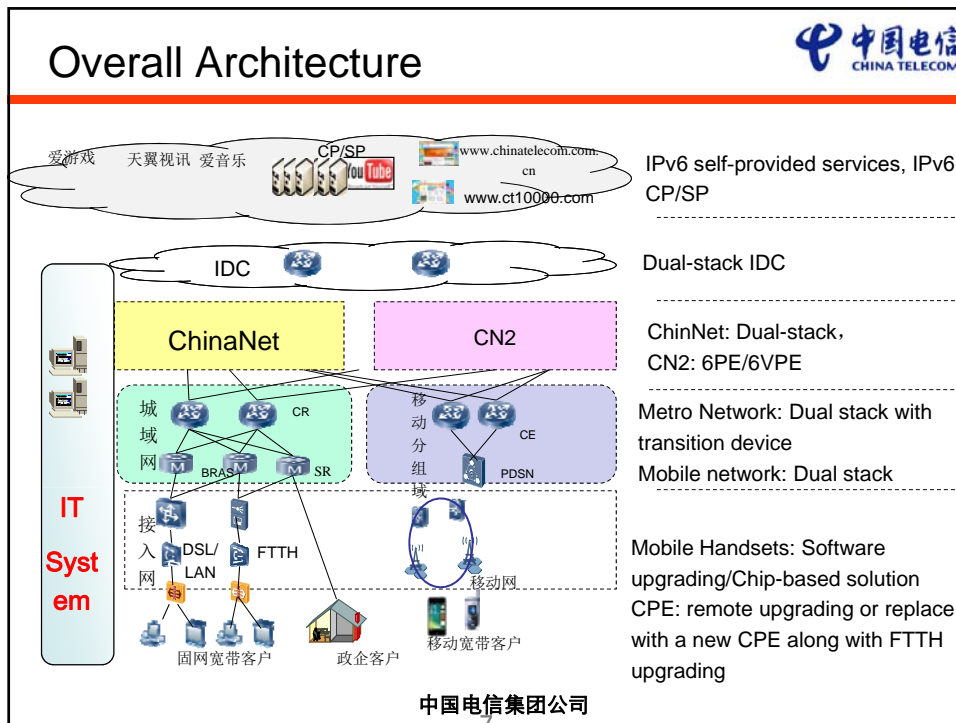 Overall Architecture
中国电信
CHINA TELECOM
爱游戏
天翼视讯
爱音乐
CP/SP
You Tube
www.chinatelecom.com.
cn
www.ct10000.com
IPv6 self-provided services, IPv6
CP/SP
IDC
Dual-stack IDC
ChinaNet
CN2
ChinNet: Dual-stack，
CN2: 6PE/6VPE
城
域
网
CR
BRAS
SR
移
动
分
组
域
CE
PDSN
Metro Network: Dual stack with
transition device
Mobile network: Dual stack
IT
Syst
em
接
入
网
DSL/
LAN
FTTH
移动网
固网宽带客户
政企客户
移动宽带客户
Mobile Handsets: Software
upgrading/Chip-based solution
CPE: remote upgrading or replace
with a new CPE along with FTTH
upgrading
中国电信集团公司